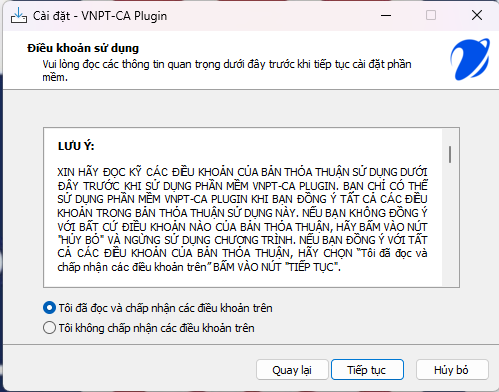 Cài đặt - VNPT-CA Plugin
Điều khoản sử dụng
Vui lòng đọc các thông tin quan trọng dưới đây trước khi tiếp tục cài đặt phần
mềm.
LƯU Ý:
XIN HÃY ĐỌC KỸ CÁC ĐIỀU KHOẢN CỦA BẢN THỎA THUẬN SỬ DỤNG DƯỚI
ĐÂY TRƯỚC KHI SỬ DỤNG PHẦN MỀM VNPT-CA PLUGIN. BẠN CHỈ CÓ THỂ
SỬ DỤNG PHẦN MỀM VNPT-CA PLUGIN KHI BẠN ĐỒNG Ý TẤT CẢ CÁC ĐIỀU
KHOẢN TRONG BẢN THỎA THUẬN SỬ DỤNG NÀY. NẾU BẠN KHÔNG ĐỒNG Ý
VỚI BẤT CỨ ĐIỀU KHOẢN NÀO CỦA BẢN THỎA THUẬN, HÃY BẤM VÀO NÚT
"HỦY BỎ" VÀ NGỪNG SỬ DỤNG CHƯƠNG TRÌNH. NẾU BẠN ĐỒNG Ý VỚI TẤT
CẢ CÁC ĐIỀU KHOẢN CỦA BẢN THỎA THUẬN, HÃY CHỌN “Tôi đã đọc và
chấp nhận các điều khoản trên” BẤM VÀO NÚT "TIẾP TỤC".
Tôi đã đọc và chấp nhận các điều khoản trên
Tôi không chấp nhận các điều khoản trên
Quay lại
Tiếp tục
Hủy bỏ